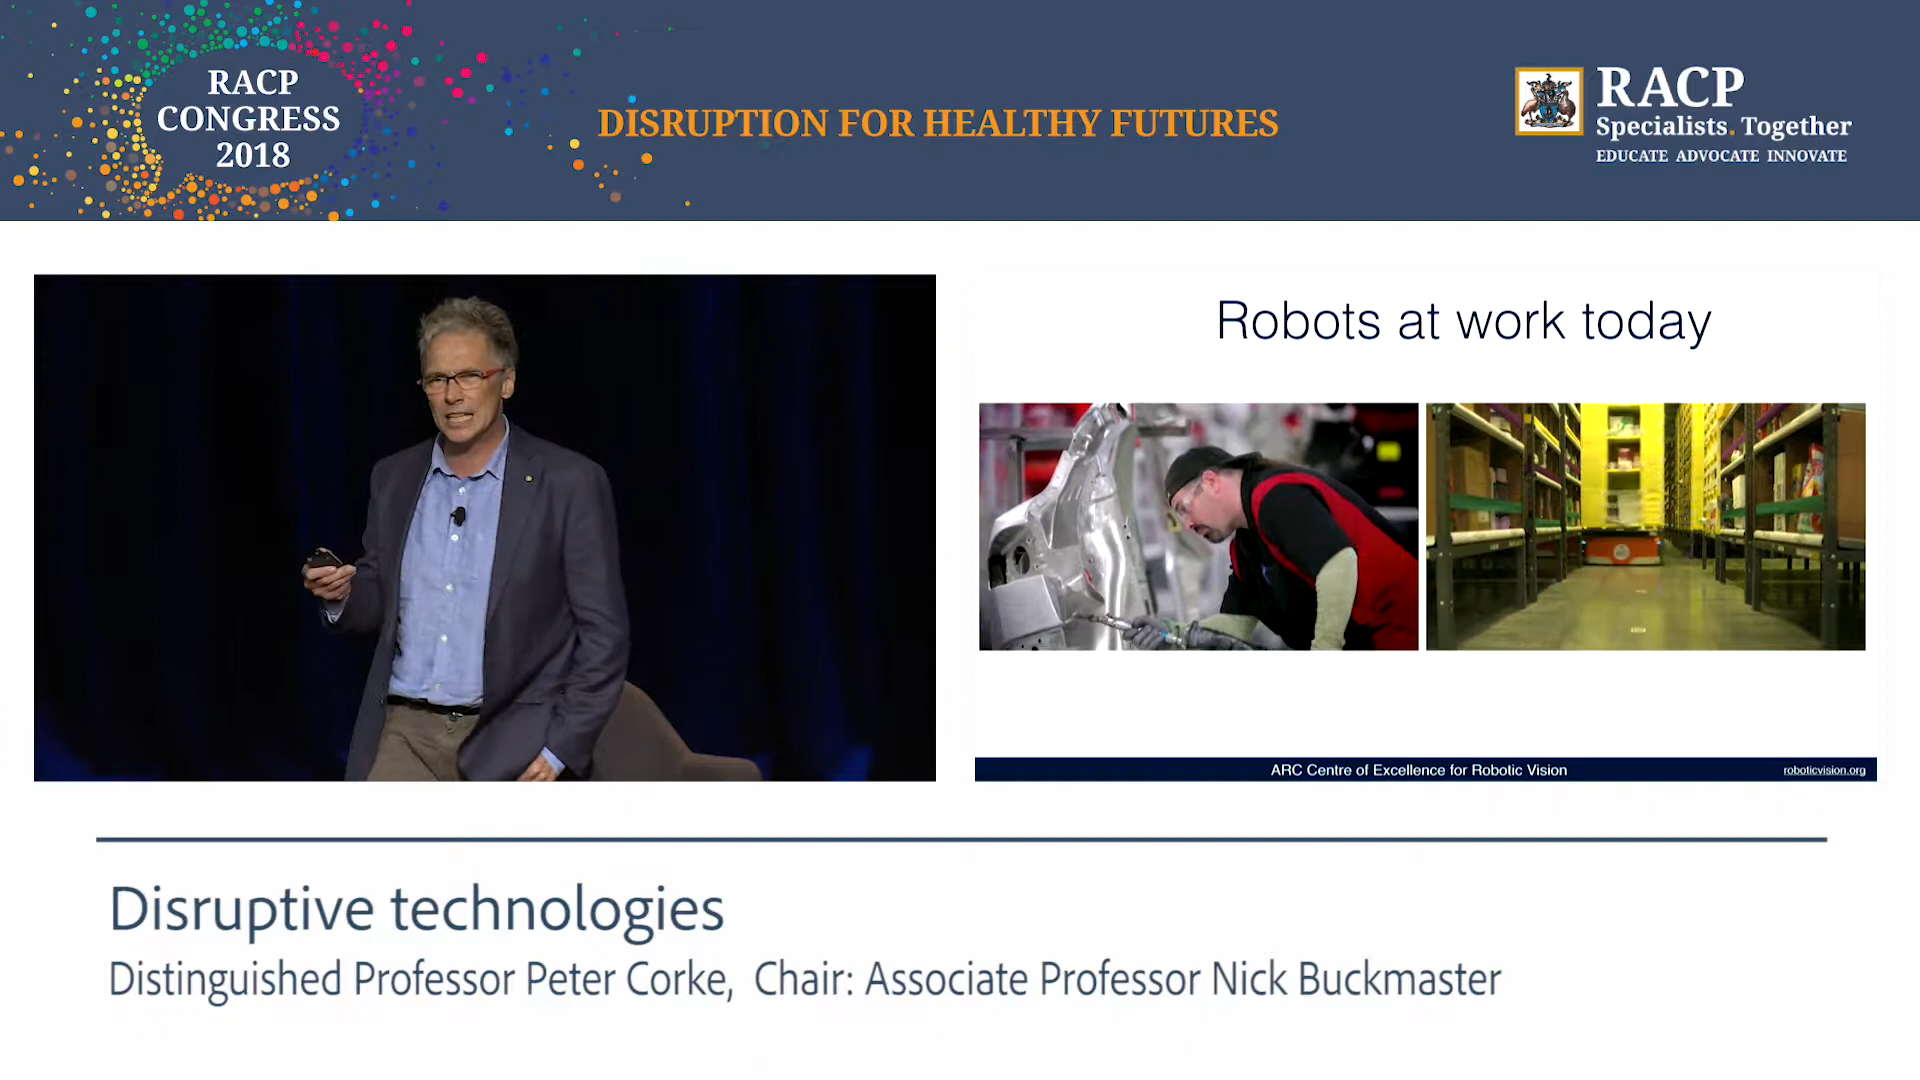 RACP
CONGRESS
2018
DISRUPTION FOR HEALTHY FUTURES
RACP
Specialists. Together
EDUCATE ADVOCATE INNOVATE
Robots at work today
ARC Centre of Excellence for Robotic Vision
roboticvision.org
Disruptive technologies
Distinguished Professor Peter Corke, Chair: Associate Professor Nick Buckmaster